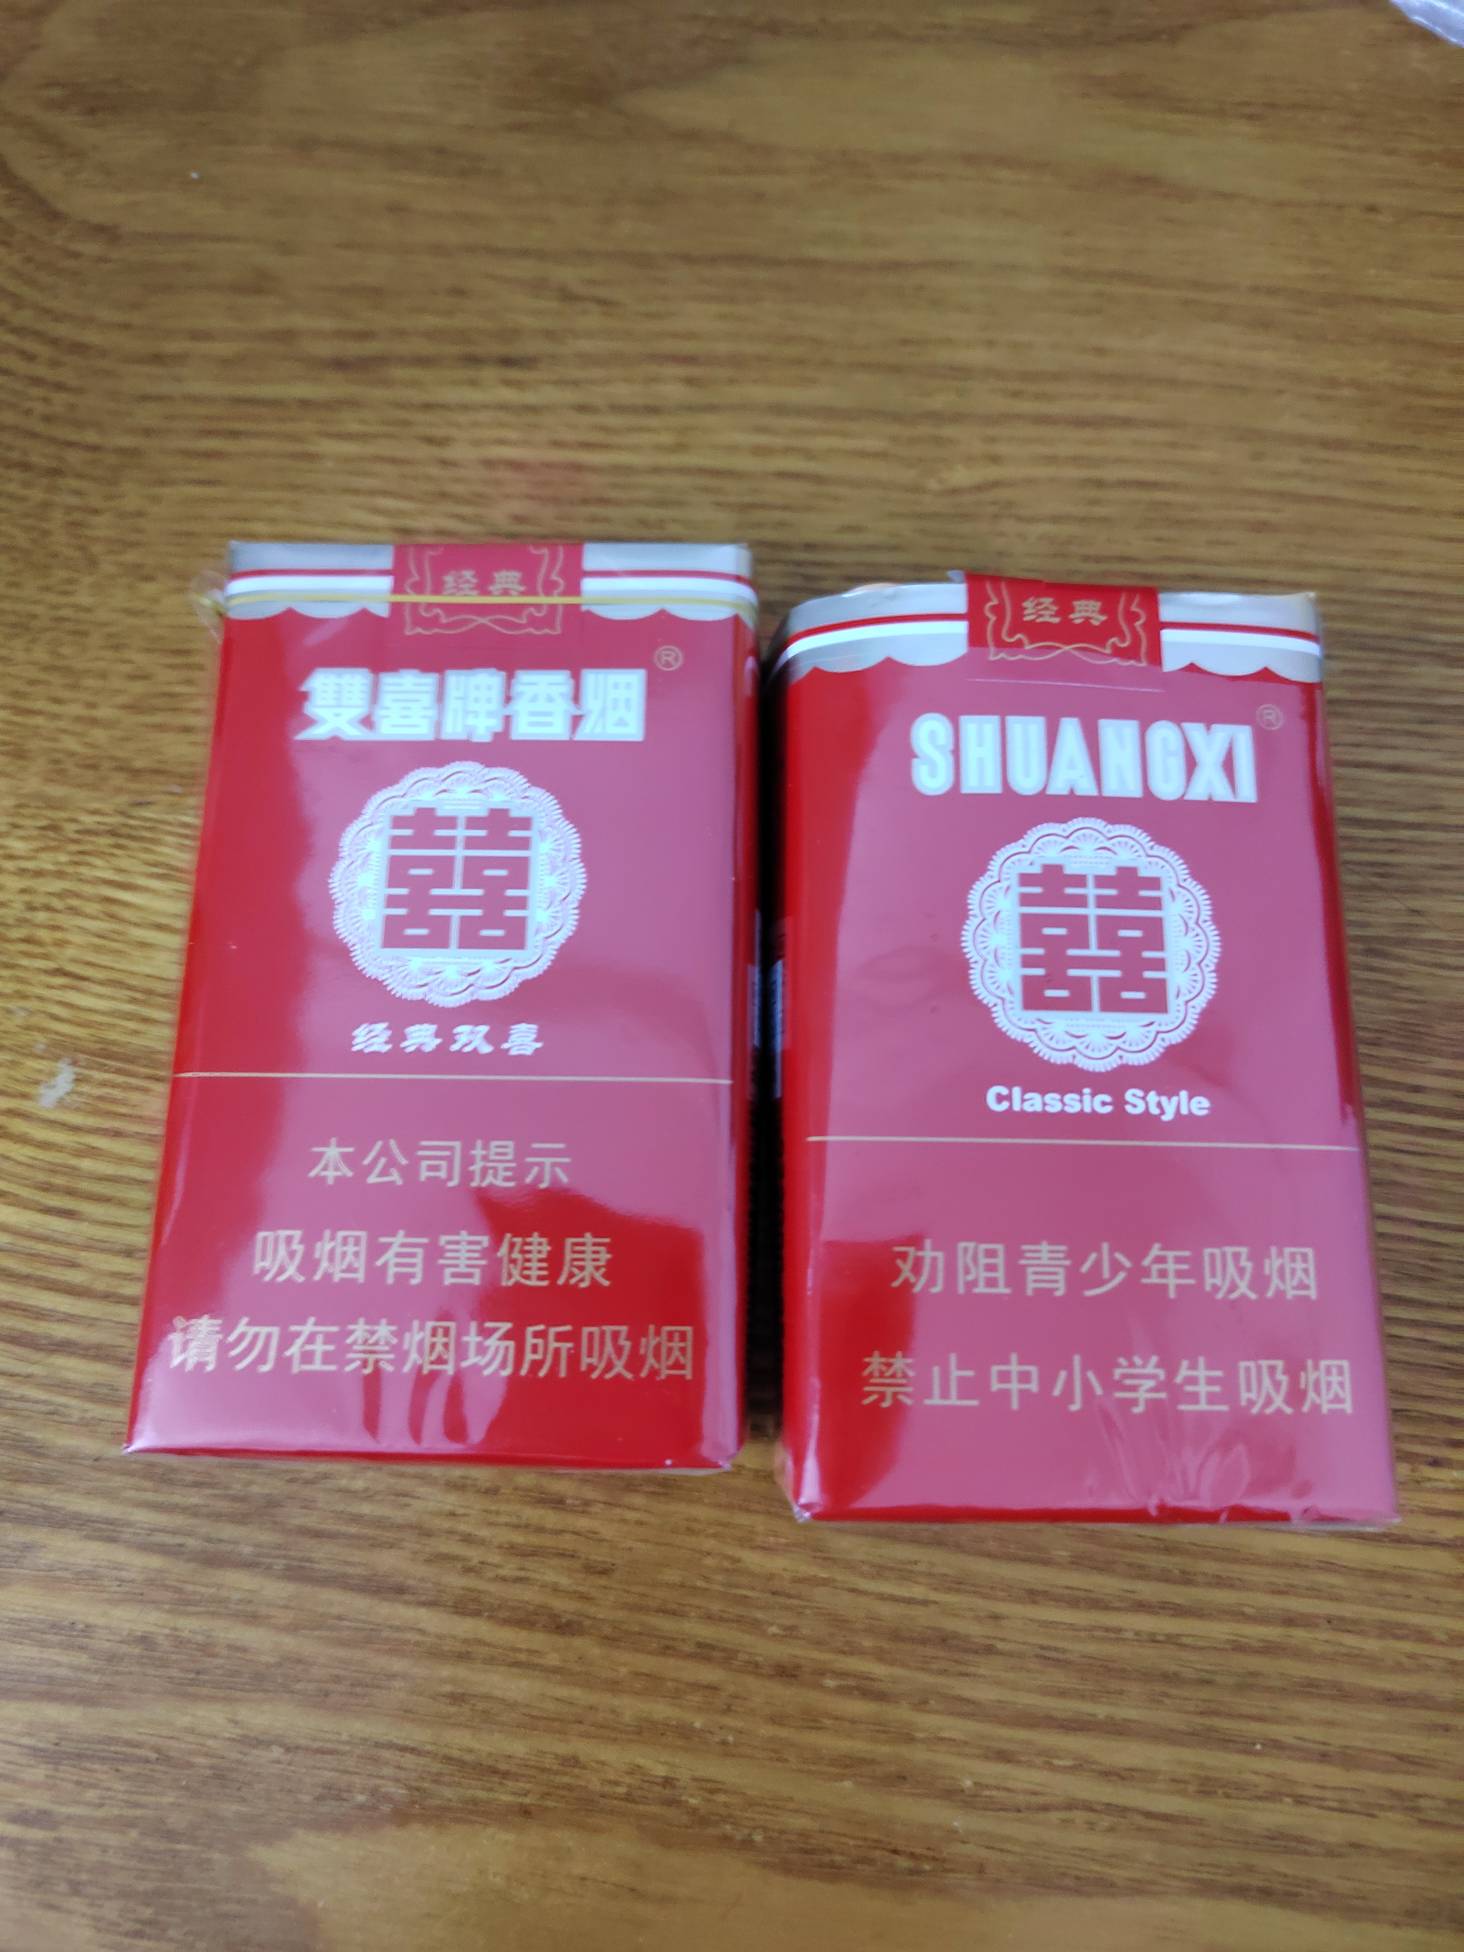 经典
雙喜牌香烟®
囍
经典双喜
本公司提示
吸烟有害健康
请勿在禁烟场所吸烟
经典
SHUANGXI®
囍
Classic Style
劝阻青少年吸烟
禁止中小学生吸烟